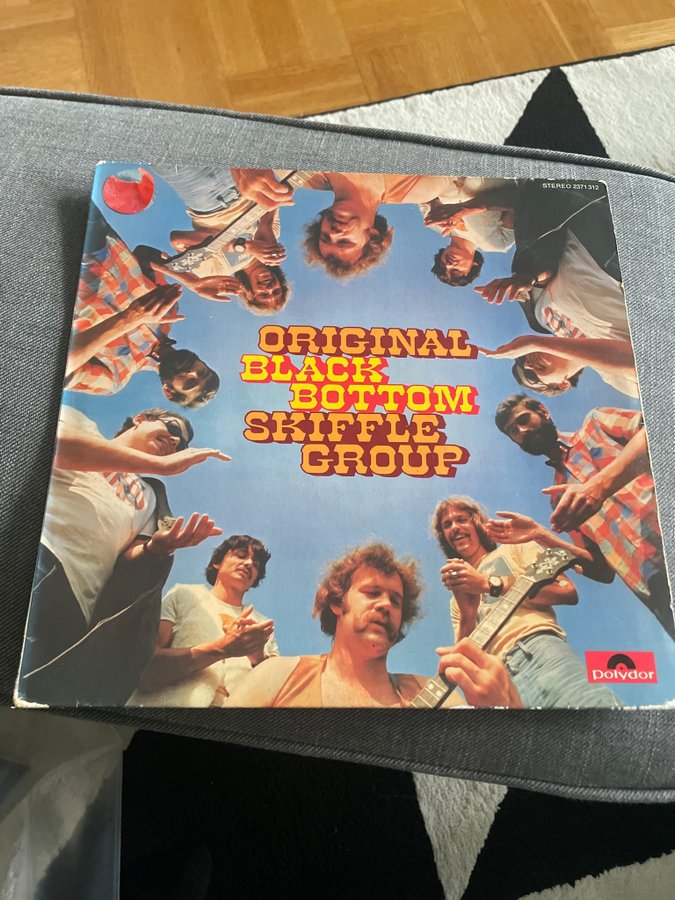 STEREO 2371 312
ORIGINAL
BLACK
BOTTOM
SKIFFLE
GROUP
polydor